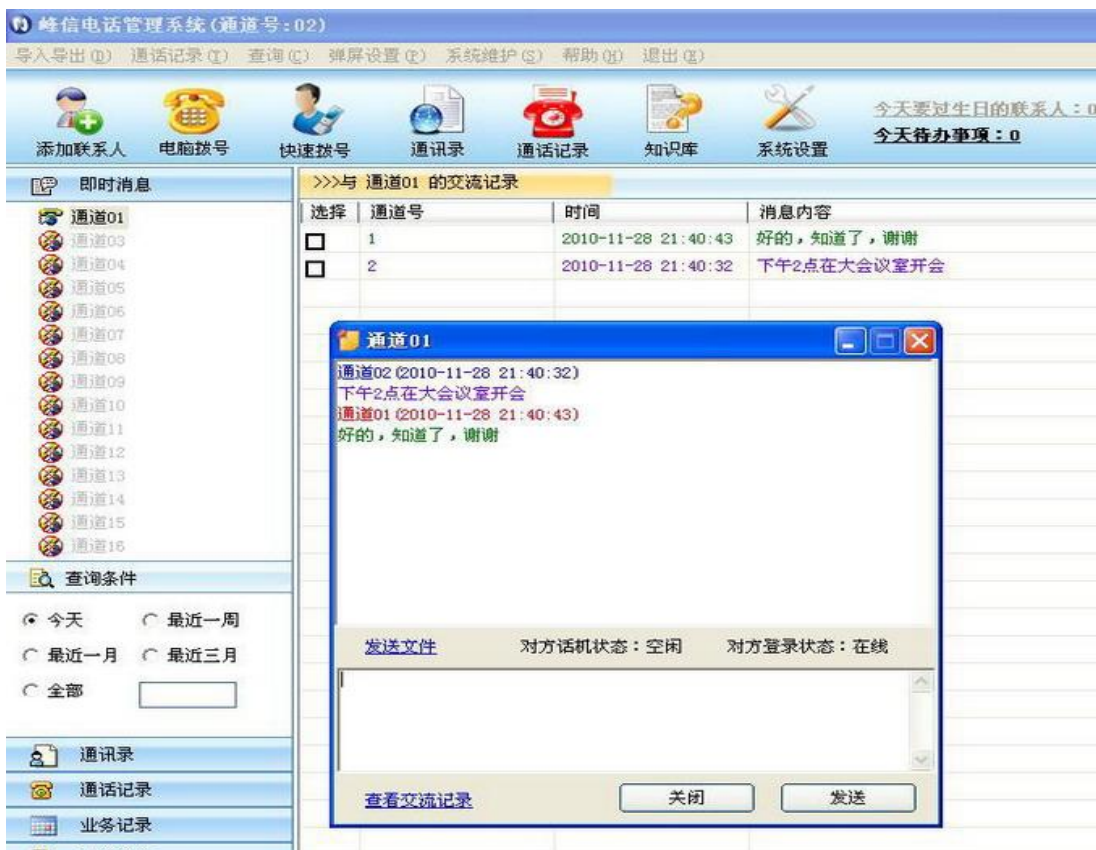 峰信电话管理系统(通道号:02)
导入导出(D) 通话记录(T) 查询(C) 弹屏设置(P) 系统维护(S) 帮助(H) 退出(E)
添加联系人 电脑拨号 快速拨号 通讯录 通话记录 知识库 系统设置
今天要过生日的联系人:0
今天待办事项:0
即时消息
>>>与 通道01 的交流记录
选择 通道号 时间 消息内容
1 2010-11-28 21:40:43 好的,知道了,谢谢
2 2010-11-28 21:40:32 下午2点在大会议室开会
通道01
通道03
通道04
通道05
通道06
通道07
通道08
通道09
通道10
通道11
通道12
通道13
通道14
通道15
通道16
查询条件
今天 最近一周
最近一月 最近三月
全部
通讯录
通话记录
业务记录
通道01
通道02(2010-11-28 21:40:32)
下午2点在大会议室开会
通道01(2010-11-28 21:40:43)
好的,知道了,谢谢
发送文件 对方话机状态:空闲 对方登录状态:在线
查看交流记录 关闭 发送